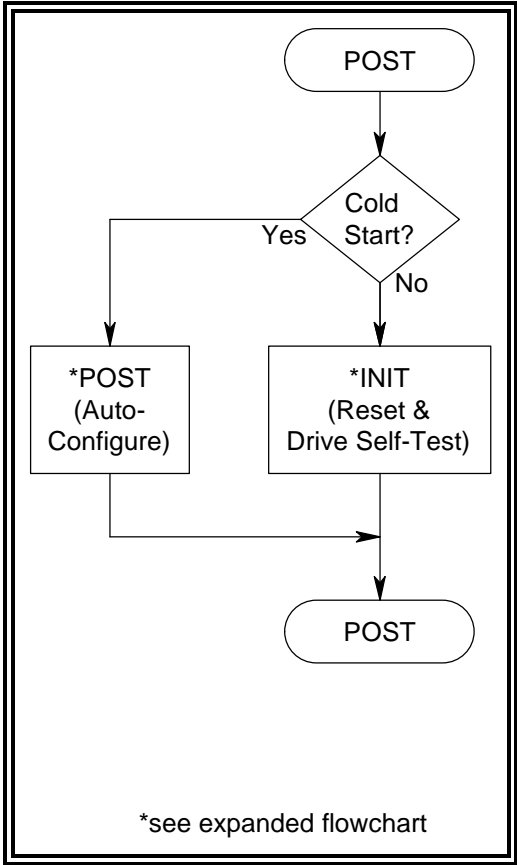 POST
Cold
Start?
Yes
No
*POST
(Auto-
Configure)
*INIT
(Reset &
Drive Self-Test)
POST
*see expanded flowchart